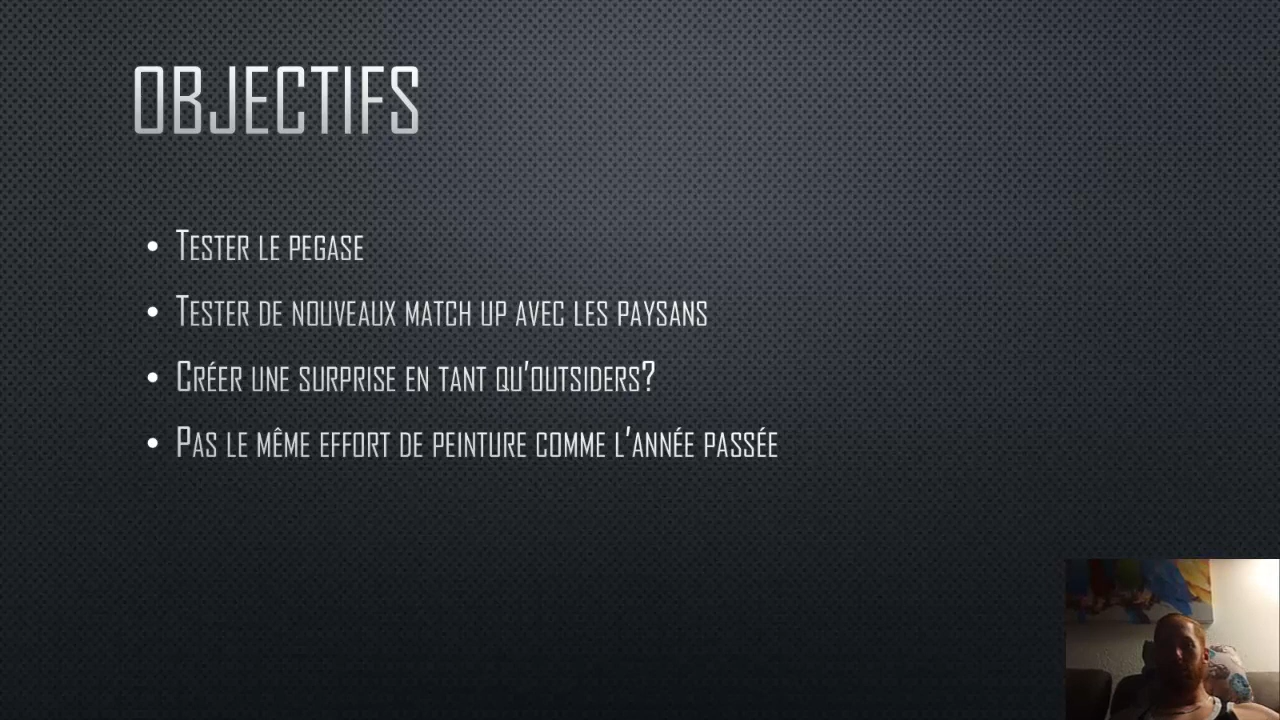 OBJECTIFS
• TESTER LE PEGASE
• TESTER DE NOUVEAUX MATCH UP AVEC LES PAYSANS
• CRÉER UNE SURPRISE EN TANT QU'OUTSIDERS?
• PAS LE MÊME EFFORT DE PEINTURE COMME L'ANNÉE PASSÉE